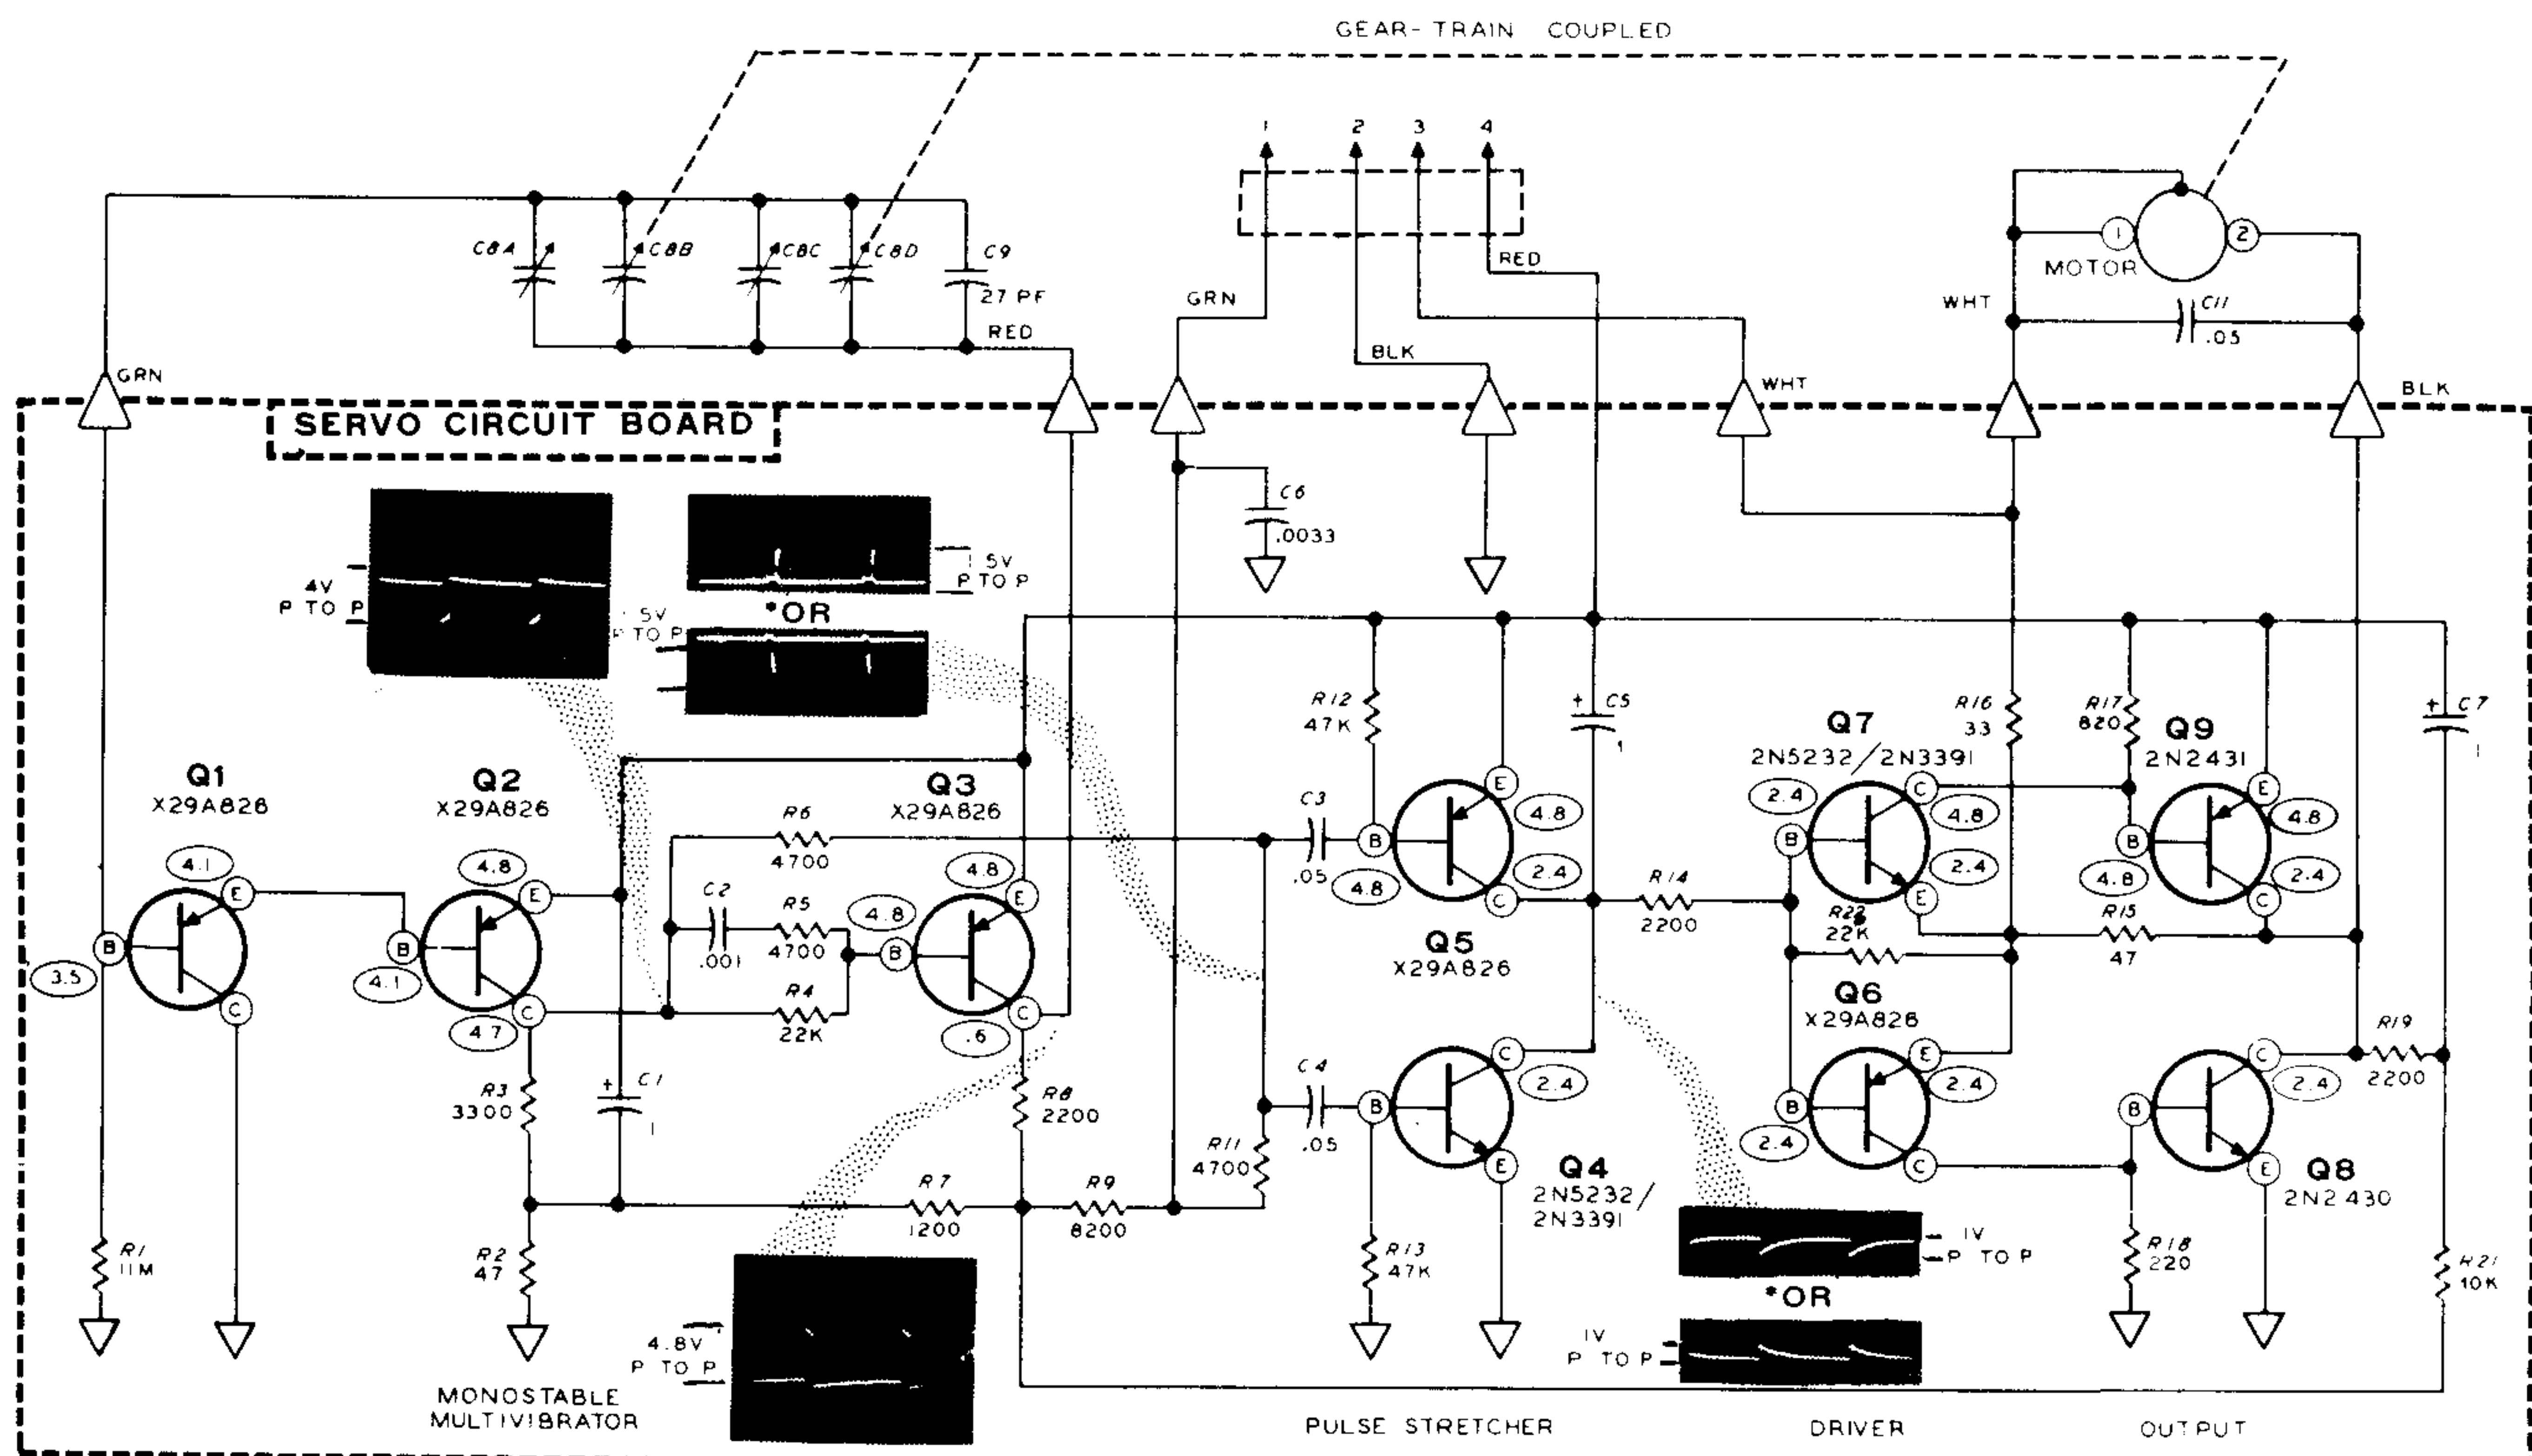 GEAR-TRAIN COUPLED
1 2 3 4
C8A C8B C8C C8D C9
27 PF
RED
GRN
GRN
BLK
RED
WHT
MOTOR
1 2
WHT
C11
.05
BLK
GRN
SERVO CIRCUIT BOARD
C6
.0033
4V
P TO P
5V
P TO P
*OR
5V
P TO P
Q1
X29A826
4.1
E
B
3.5
C
R1
11M
Q2
X29A826
4.8
E
B
4.1
4.7
C
R3
3300
C1
+
1
R2
47
R6
4700
C2
.001
R5
4700
R4
22K
Q3
X29A826
4.8
E
4.8
B
C
.6
R8
2200
R7
1200
R9
8200
R11
4700
4.8V
P TO P
MONOSTABLE
MULTIVIBRATOR
R12
47K
C3
.05
B
4.8
E
4.8
2.4
C
Q5
X29A826
C5
+
1
R14
2200
C4
.05
B
C
2.4
E
Q4
2N5232/
2N3391
R13
47K
PULSE STRETCHER
1V
P TO P
*OR
1V
P TO P
R16
33
Q7
2N5232/2N3391
2.4
B
C
4.8
2.4
E
R22
22K
R15
47
Q6
X29A826
E
2.4
B
2.4
C
DRIVER
R17
820
Q9
2N2431
E
4.8
B
4.8
2.4
C
C7
+
1
R19
2200
C
2.4
B
E
Q8
2N2430
R18
220
R21
10K
OUTPUT